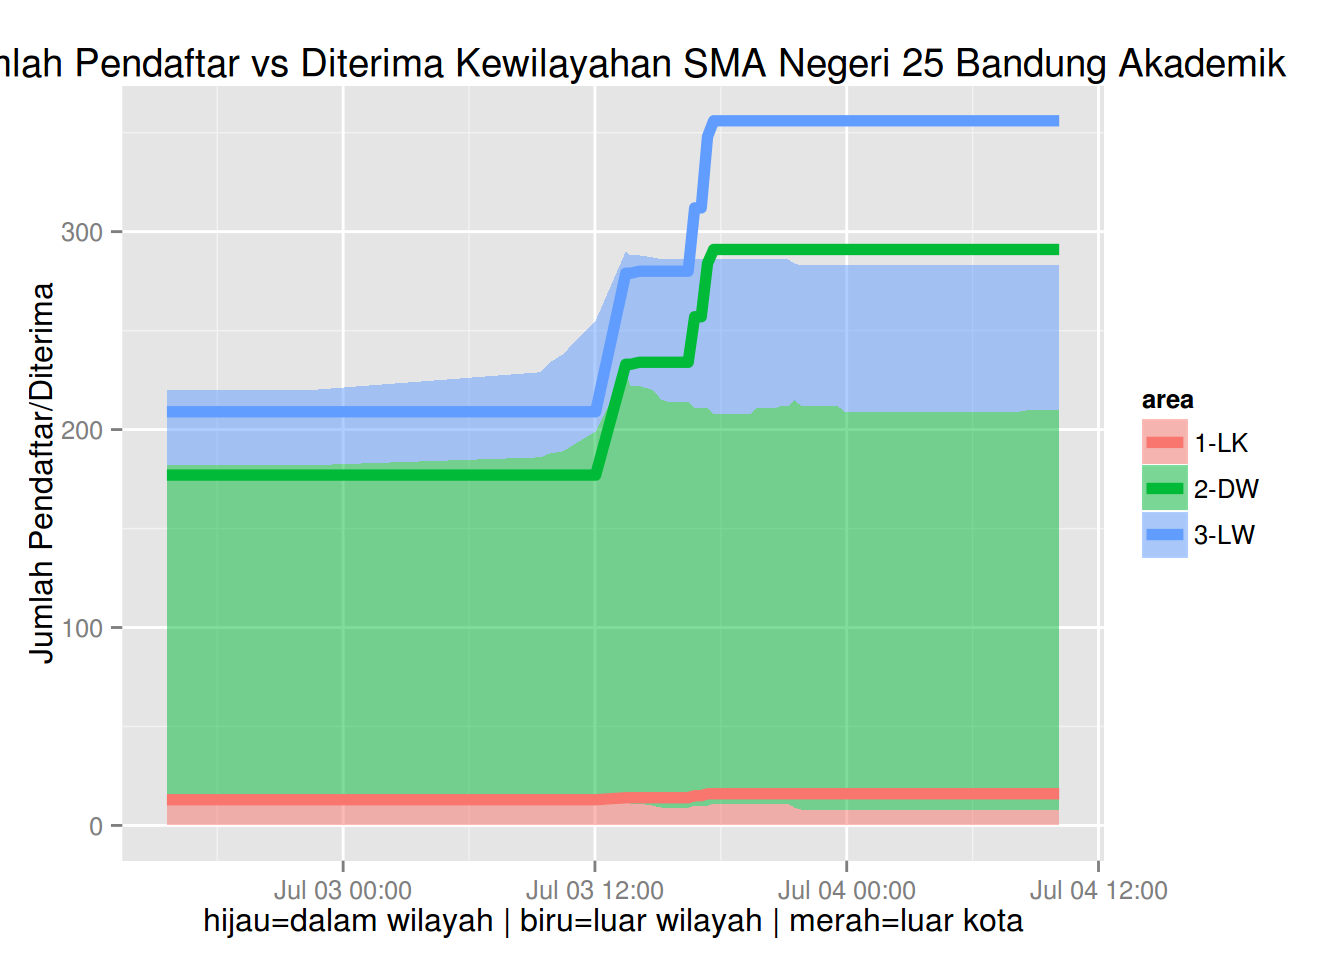 Pendaftar vs Diterima Kewilayahan SMA Negeri 25 Bandung Akademik
Jumlah Pendaftar/Diterima
300
200
100
0
Jul 03 00:00
Jul 03 12:00
Jul 04 00:00
Jul 04 12:00
hijau=dalam wilayah | biru=luar wilayah | merah=luar kota
area
1-LK
2-DW
3-LW